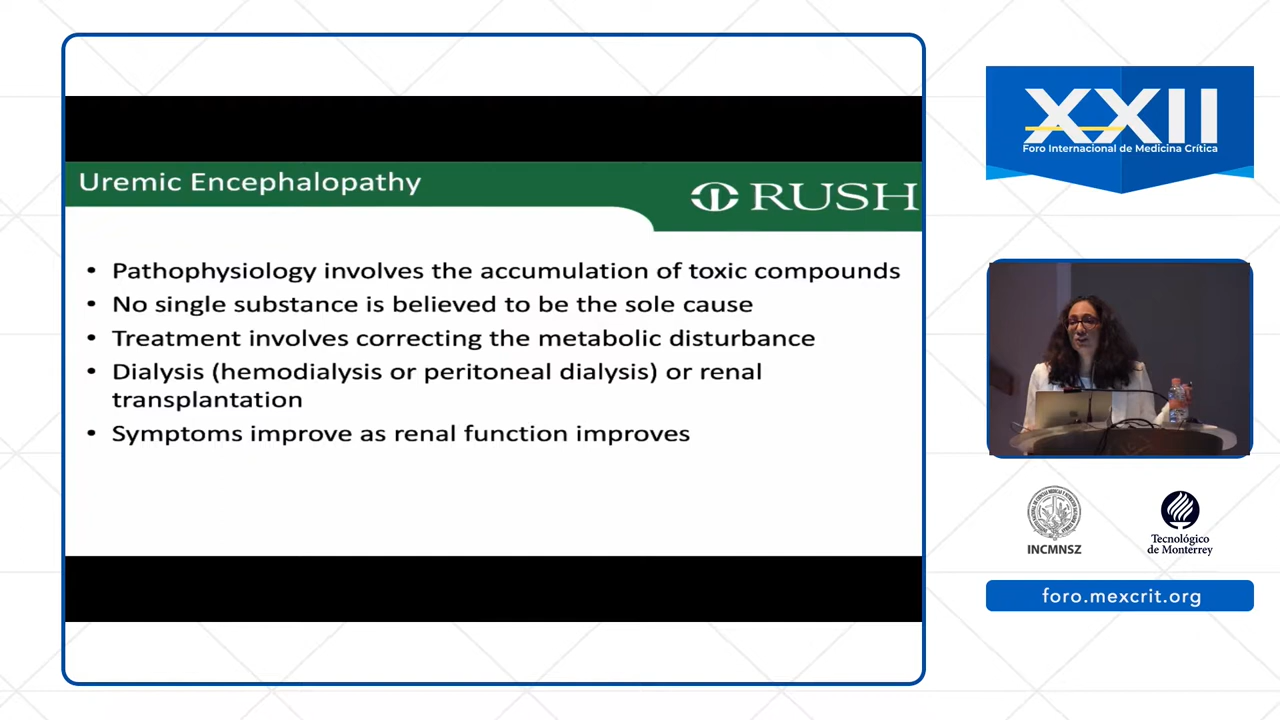 Uremic Encephalopathy
RUSH
• Pathophysiology involves the accumulation of toxic compounds
• No single substance is believed to be the sole cause
• Treatment involves correcting the metabolic disturbance
• Dialysis (hemodialysis or peritoneal dialysis) or renal
transplantation
• Symptoms improve as renal function improves
XXII
Foro Internacional de Medicina Crítica
INCMNSZ
Tecnológico
de Monterrey
foro.mexcrit.org